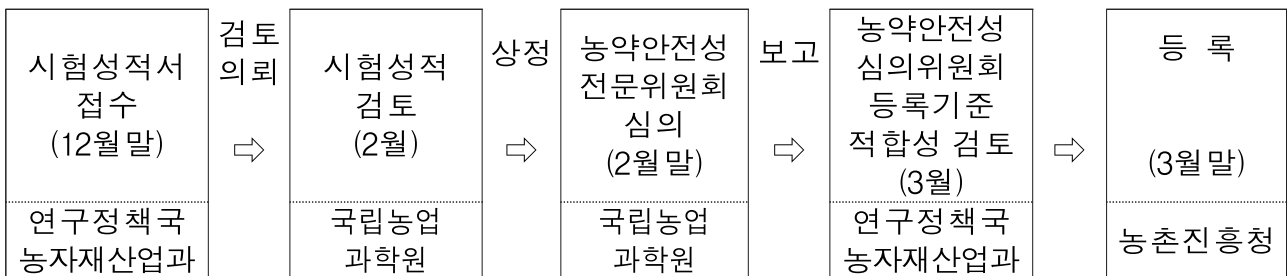 시험성적서
접수
(12월말)
연구정책국
농자재산업과
검토
의뢰
⇨
시험성적
검토
(2월)
국립농업
과학원
상정
⇨
농약안전성
전문위원회
심의
(2월말)
국립농업
과학원
보고
⇨
농약안전성
심의위원회
등록기준
적합성 검토
(3월)
연구정책국
농자재산업과
⇨
등 록
(3월말)
농촌진흥청